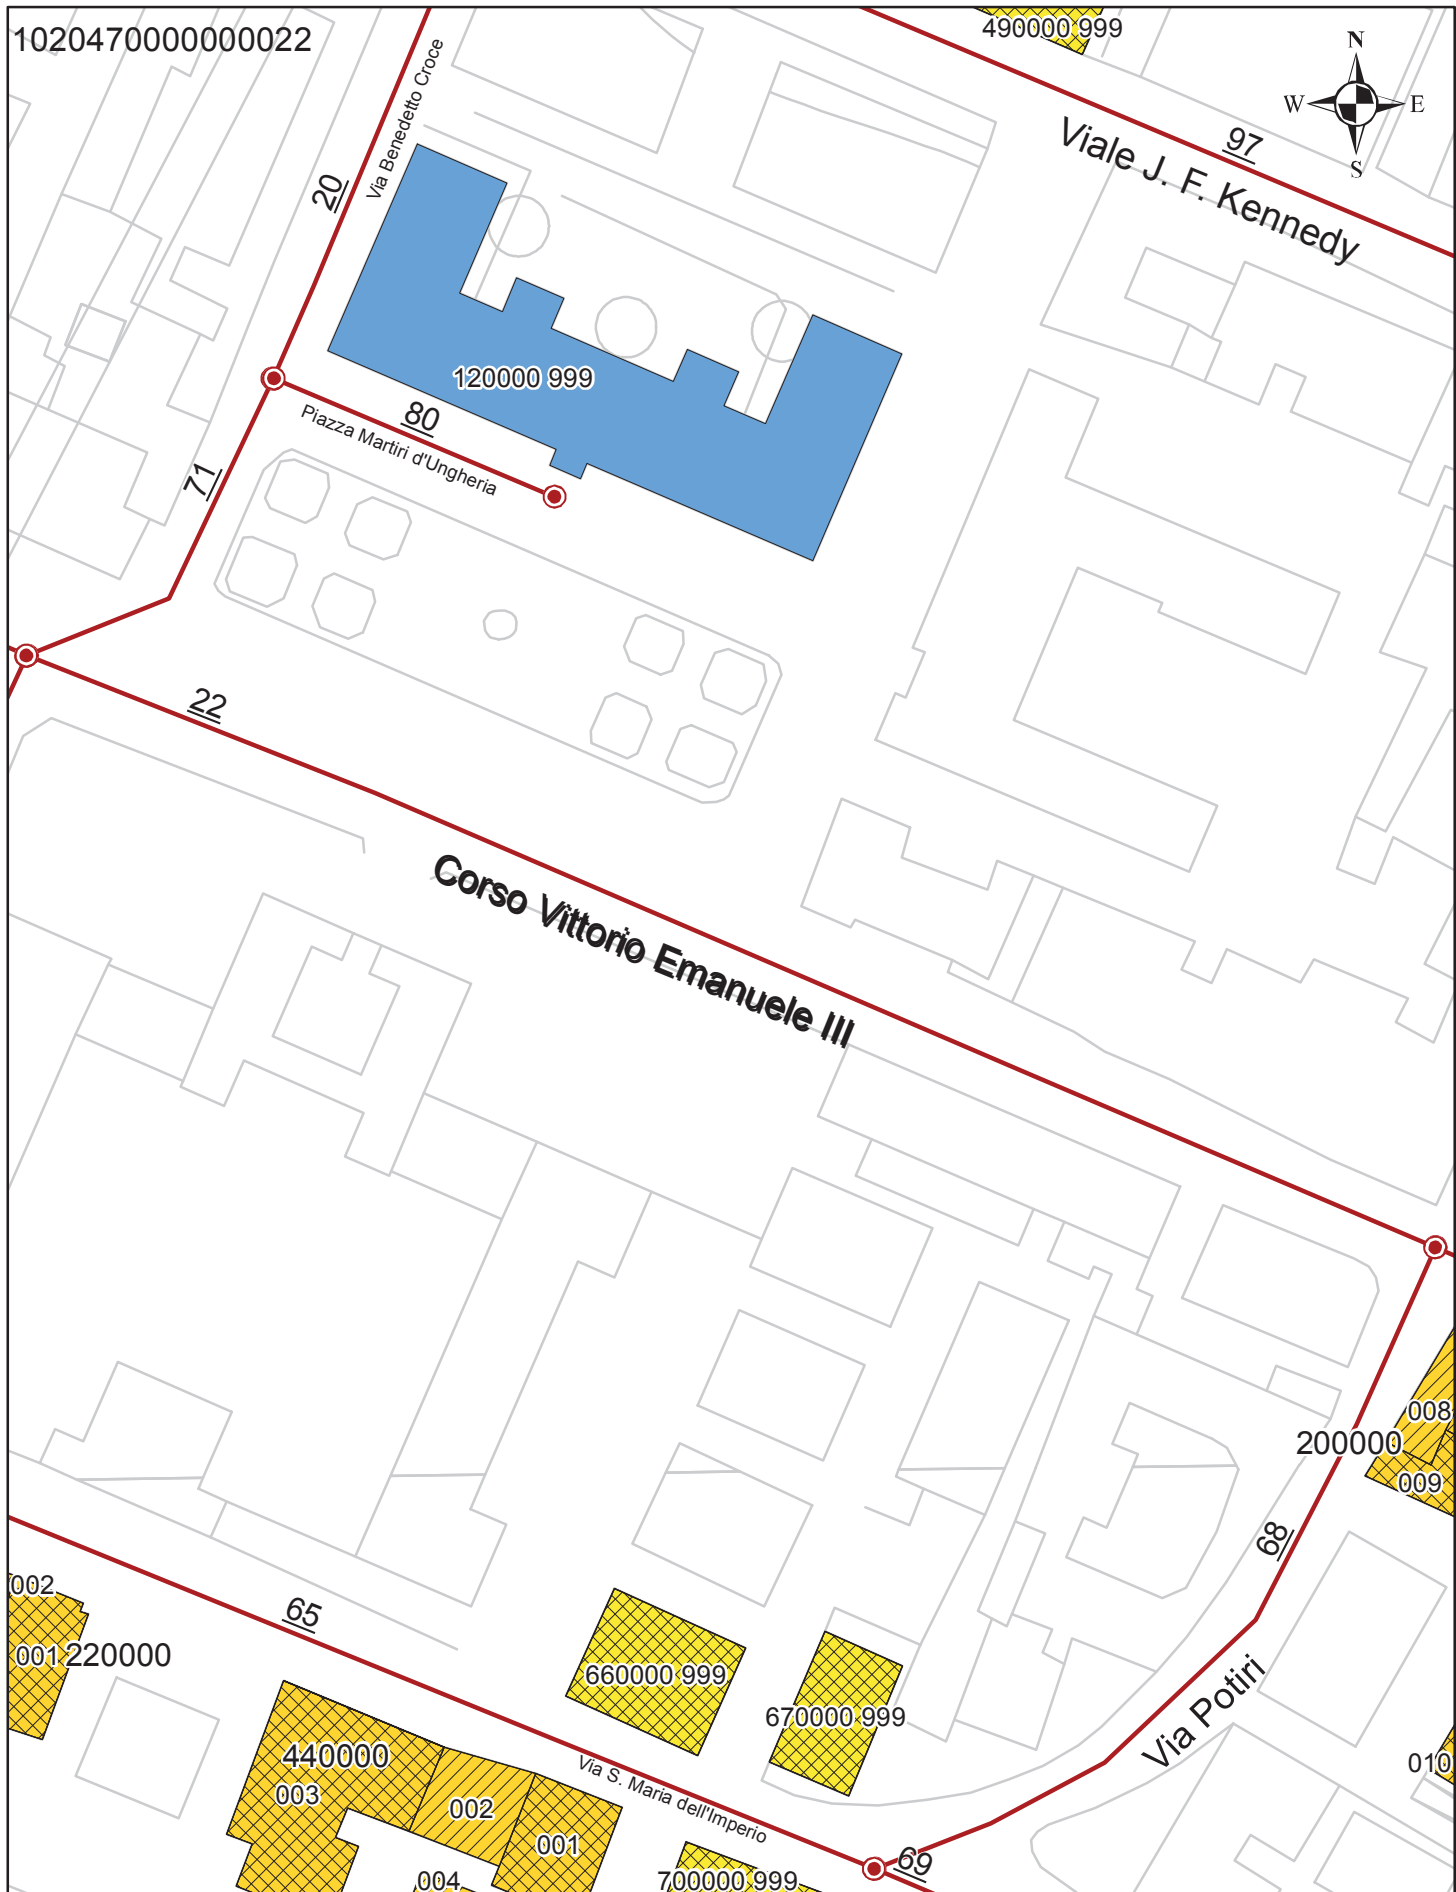 1020470000000022
490000 999
N
W E
S
97
Viale J. F. Kennedy
Via Benedetto Croce
20
120000 999
80
Piazza Martiri d'Ungheria
71
22
Corso Vittorio Emanuele III
008
200000
009
68
002
65
001
220000
660000 999
670000 999
Via Potiri
440000
003
Via S. Maria dell'Imperio
010
002
001
69
004
700000 999